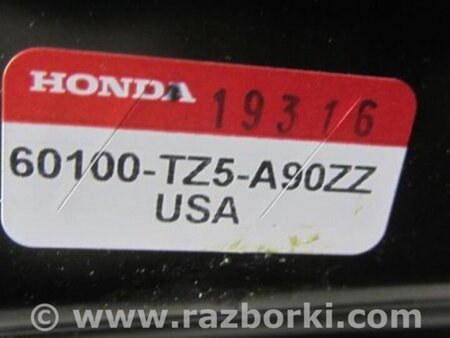 HONDA 19316
60100-TZ5-A90ZZ
USA
© www.razborki.com